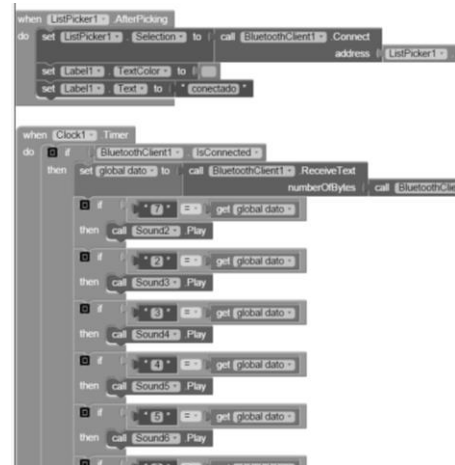 when ListPicker1 .AfterPicking
do set ListPicker1 . Selection to call BluetoothClient1 .Connect
address ListPicker1
set Label1 . TextColor to
set Label1 . Text to " conectado "
when Clock1 .Timer
do if BluetoothClient1 . IsConnected
then set global dato to call BluetoothClient1 .ReceiveText
numberOfBytes call
if " 7 " = get global dato
then call Sound2 .Play
if " 2 " = get global dato
then call Sound3 .Play
if " 3 " = get global dato
then call Sound4 .Play
if " 4 " = get global dato
then call Sound5 .Play
if " 5 " = get global dato
then call Sound6 .Play